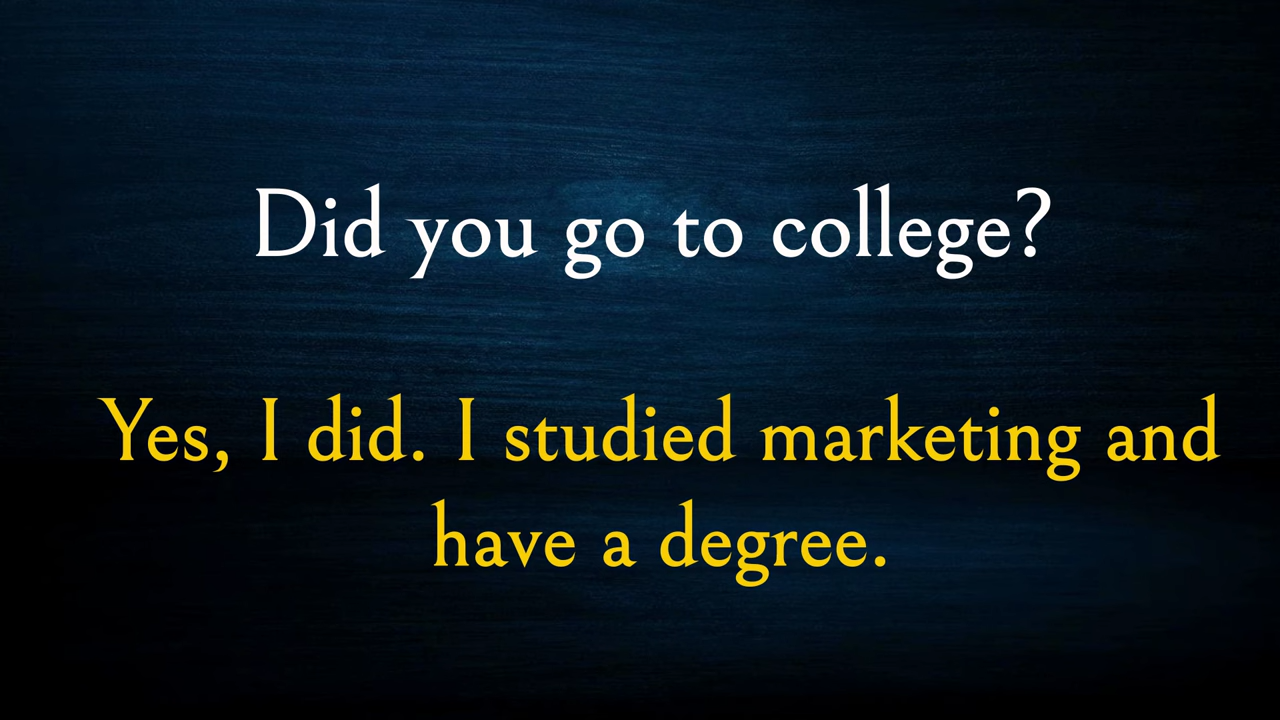 Did you go to college?
Yes, I did. I studied marketing and
have a degree.